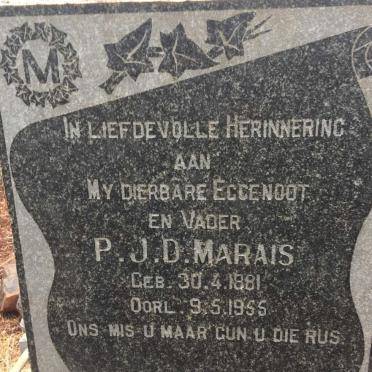 M
IN LIEFDEVOLLE HERINNERING
AAN
MY DIERBARE EGGENOOT
EN VADER
P.J.D. MARAIS
GEB. 30.4.1881
OORL. 9.5.1955
ONS MIS U MAAR GUN U DIE RUS